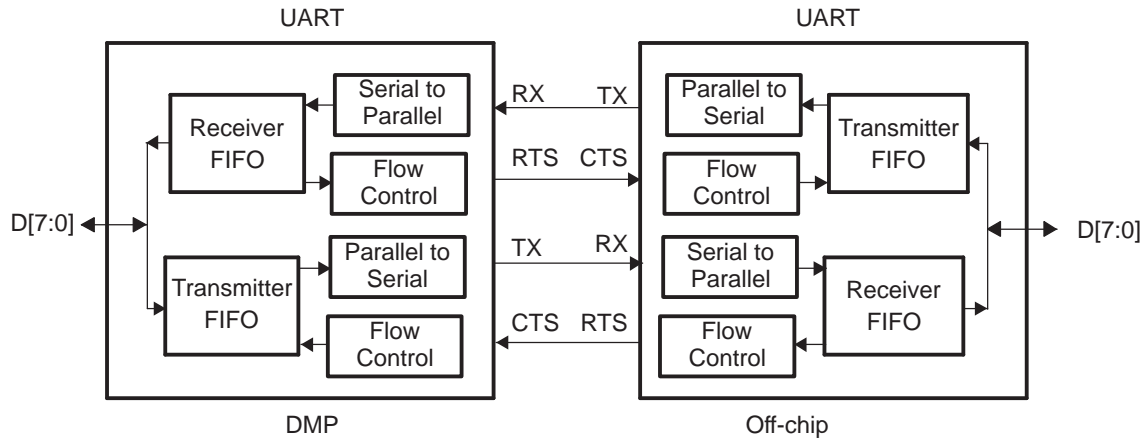 UART
UART
Serial to
Parallel
Receiver
FIFO
Flow
Control
D[7:0]
Parallel to
Serial
Transmitter
FIFO
Flow
Control
DMP
RX TX
RTS CTS
TX RX
CTS RTS
Parallel to
Serial
Transmitter
FIFO
Flow
Control
Serial to
Parallel
D[7:0]
Receiver
FIFO
Flow
Control
Off-chip